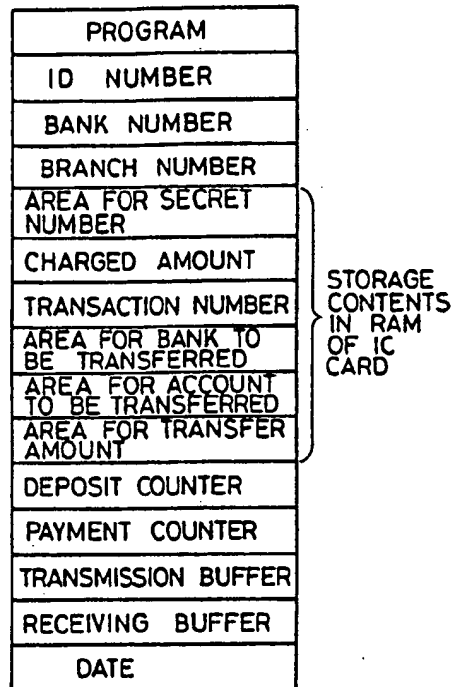 PROGRAM
ID NUMBER
BANK NUMBER
BRANCH NUMBER
AREA FOR SECRET
NUMBER
CHARGED AMOUNT
TRANSACTION NUMBER
AREA FOR BANK TO
BE TRANSFERRED
AREA FOR ACCOUNT
TO BE TRANSFERRED
AREA FOR TRANSFER
AMOUNT
DEPOSIT COUNTER
PAYMENT COUNTER
TRANSMISSION BUFFER
RECEIVING BUFFER
DATE
STORAGE
CONTENTS
IN RAM
OF IC
CARD